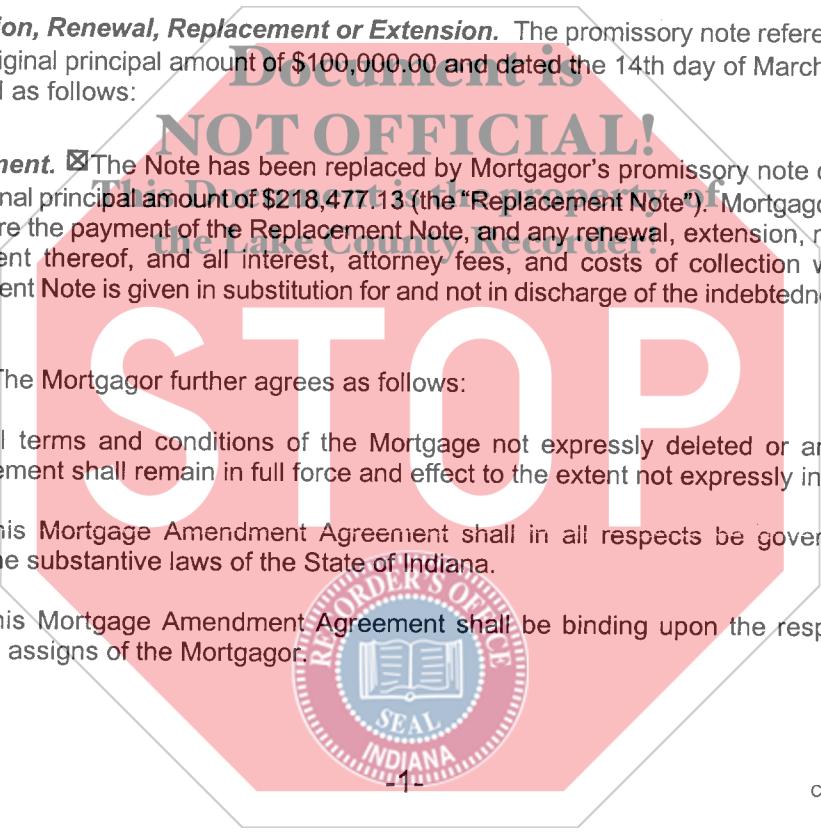 ion, Renewal, Replacement or Extension. The promissory note refere
iginal principal amount of $100,000.00 and dated the 14th day of March
d as follows:
Document is
NOT OFFICIAL!
This Document is the property of
the Lake County Recorder!
ment. ☒The Note has been replaced by Mortgagor's promissory note
nal principal amount of $218,477.13 (the "Replacement Note"). Mortgago
re the payment of the Replacement Note, and any renewal, extension,
ent thereof, and all interest, attorney fees, and costs of collection
ent Note is given in substitution for and not in discharge of the indebtedn
STOP
The Mortgagor further agrees as follows:
l terms and conditions of the Mortgage not expressly deleted or
ement shall remain in full force and effect to the extent not expressly in
his Mortgage Amendment Agreement shall in all respects be gover
he substantive laws of the State of Indiana.
his Mortgage Amendment Agreement shall be binding upon the resp
assigns of the Mortgagor.
RECORDER'S OFFICE
SEAL
INDIANA
-1-